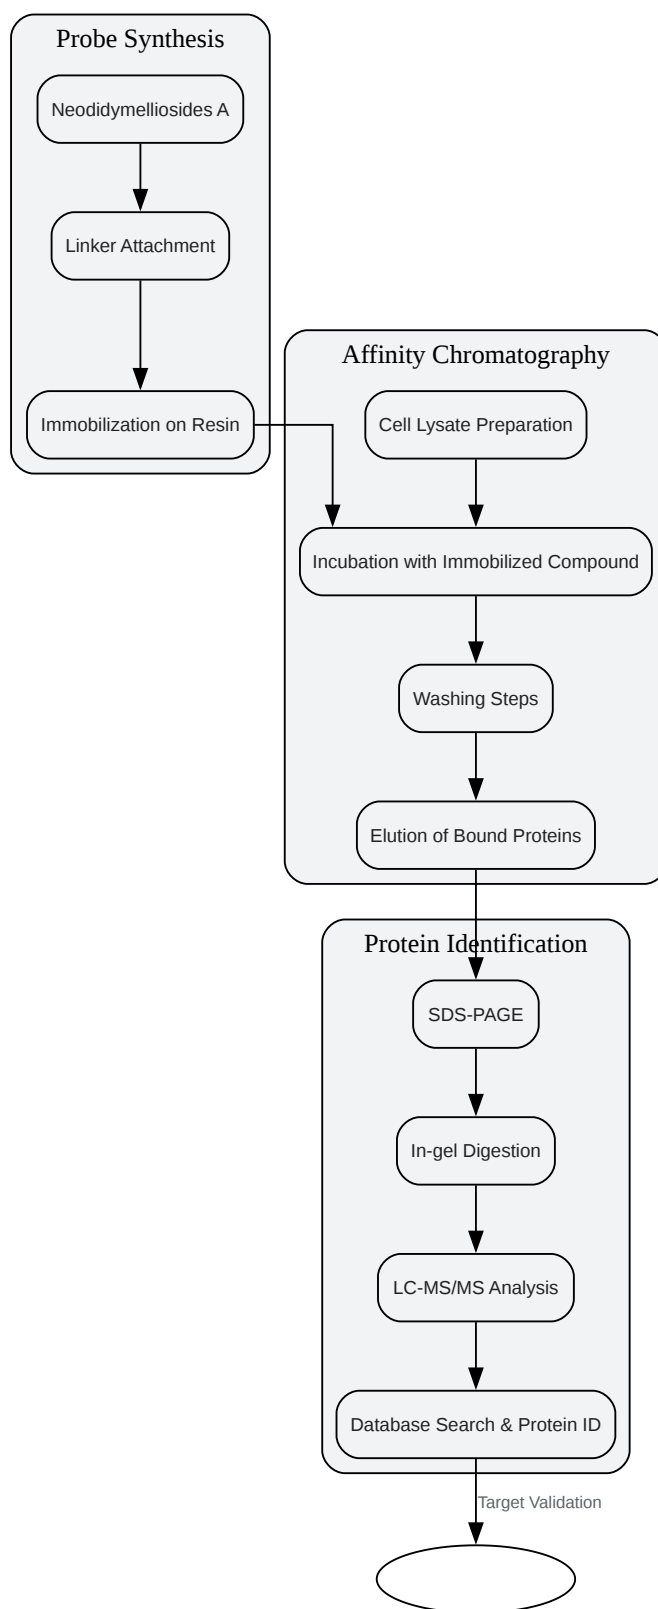 Probe Synthesis
Neodidymelliosides A
Linker Attachment
Immobilization on Resin
Affinity Chromatography
Cell Lysate Preparation
Incubation with Immobilized Compound
Washing Steps
Elution of Bound Proteins
Protein Identification
SDS-PAGE
In-gel Digestion
LC-MS/MS Analysis
Database Search & Protein ID
Target Validation